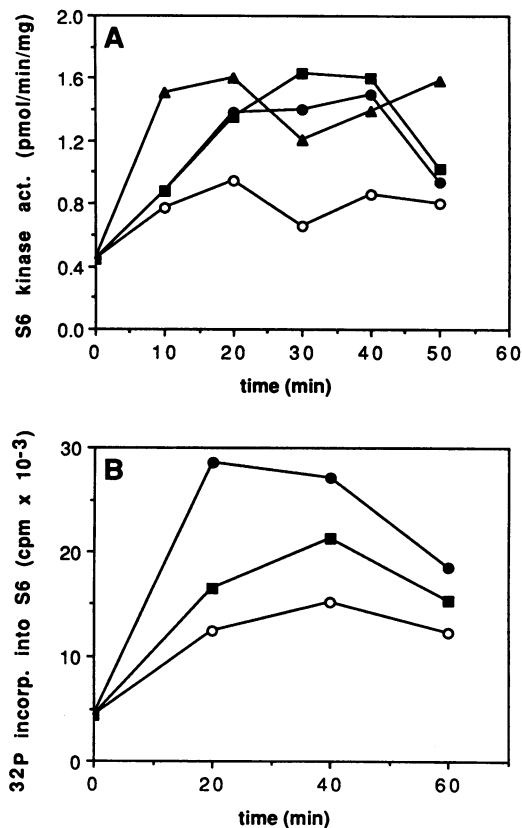 A
S6 kinase act. (pmol/min/mg)
2.0
1.6
1.2
0.8
0.4
0.0
0 10 20 30 40 50 60
time (min)
B
32P incorp. into S6 (cpm x 10-3)
30
20
10
0
0 20 40 60
time (min)